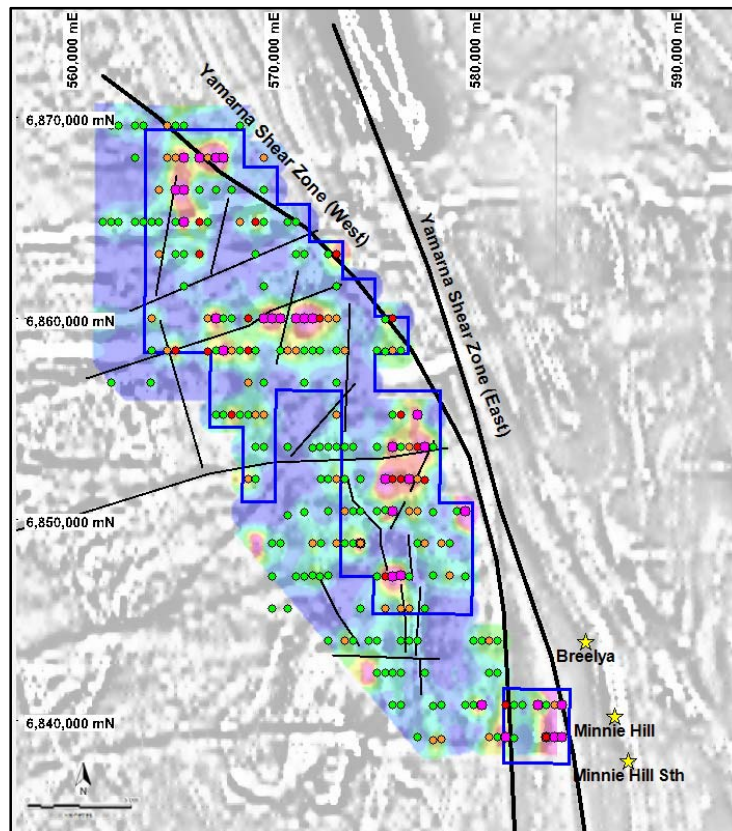 560,000 mE
570,000 mE
580,000 mE
590,000 mE
6,870,000 mN
Yamarna Shear Zone (West)
Yamarna Shear Zone (East)
6,860,000 mN
6,850,000 mN
Breelya
6,840,000 mN
Minnie Hill
Minnie Hill Sth
N